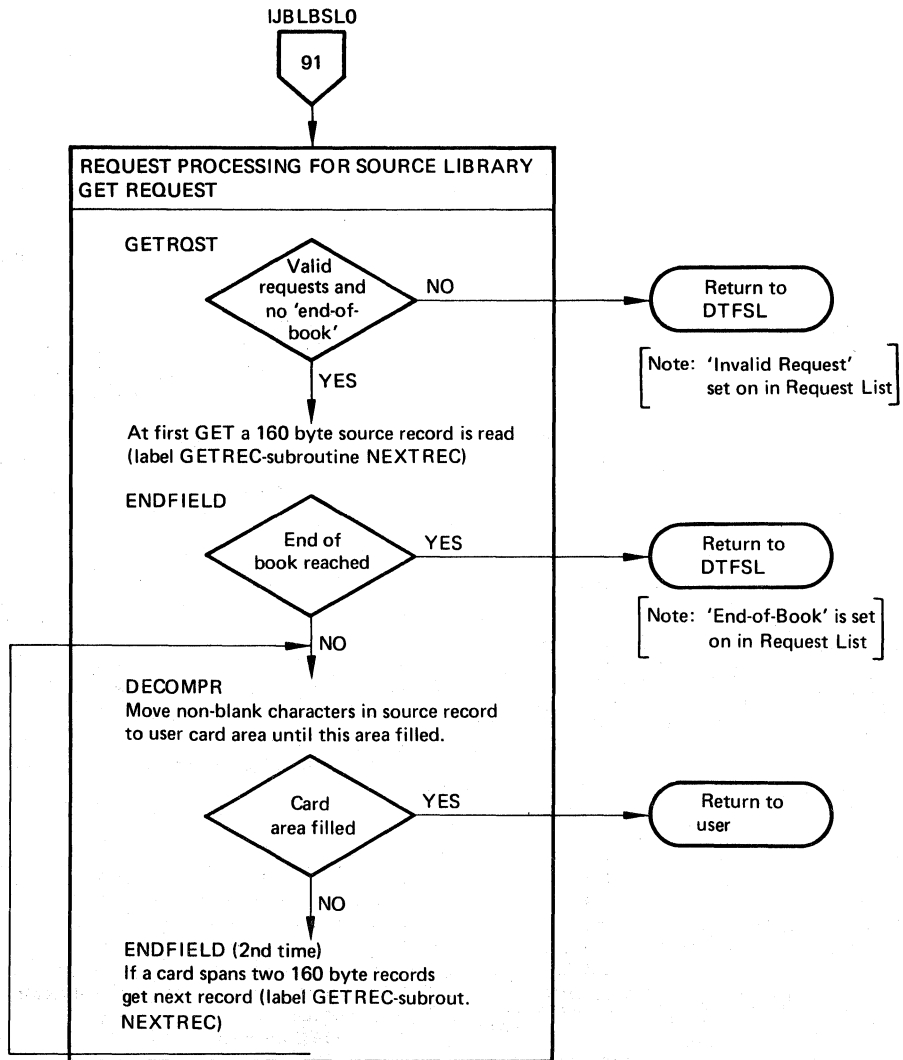 IJBLBSL0
91
REQUEST PROCESSING FOR SOURCE LIBRARY
GET REQUEST
GETRQST
Valid
requests and
no 'end-of-
book'
NO
Return to
DTFSL
Note: 'Invalid Request'
set on in Request List
YES
At first GET a 160 byte source record is read
(label GETREC-subroutine NEXTREC)
ENDFIELD
End of
book reached
YES
Return to
DTFSL
Note: 'End-of-Book' is set
on in Request List
NO
DECOMPR
Move non-blank characters in source record
to user card area until this area filled.
Card
area filled
YES
Return to
user
NO
ENDFIELD (2nd time)
If a card spans two 160 byte records
get next record (label GETREC-subrout.
NEXTREC)